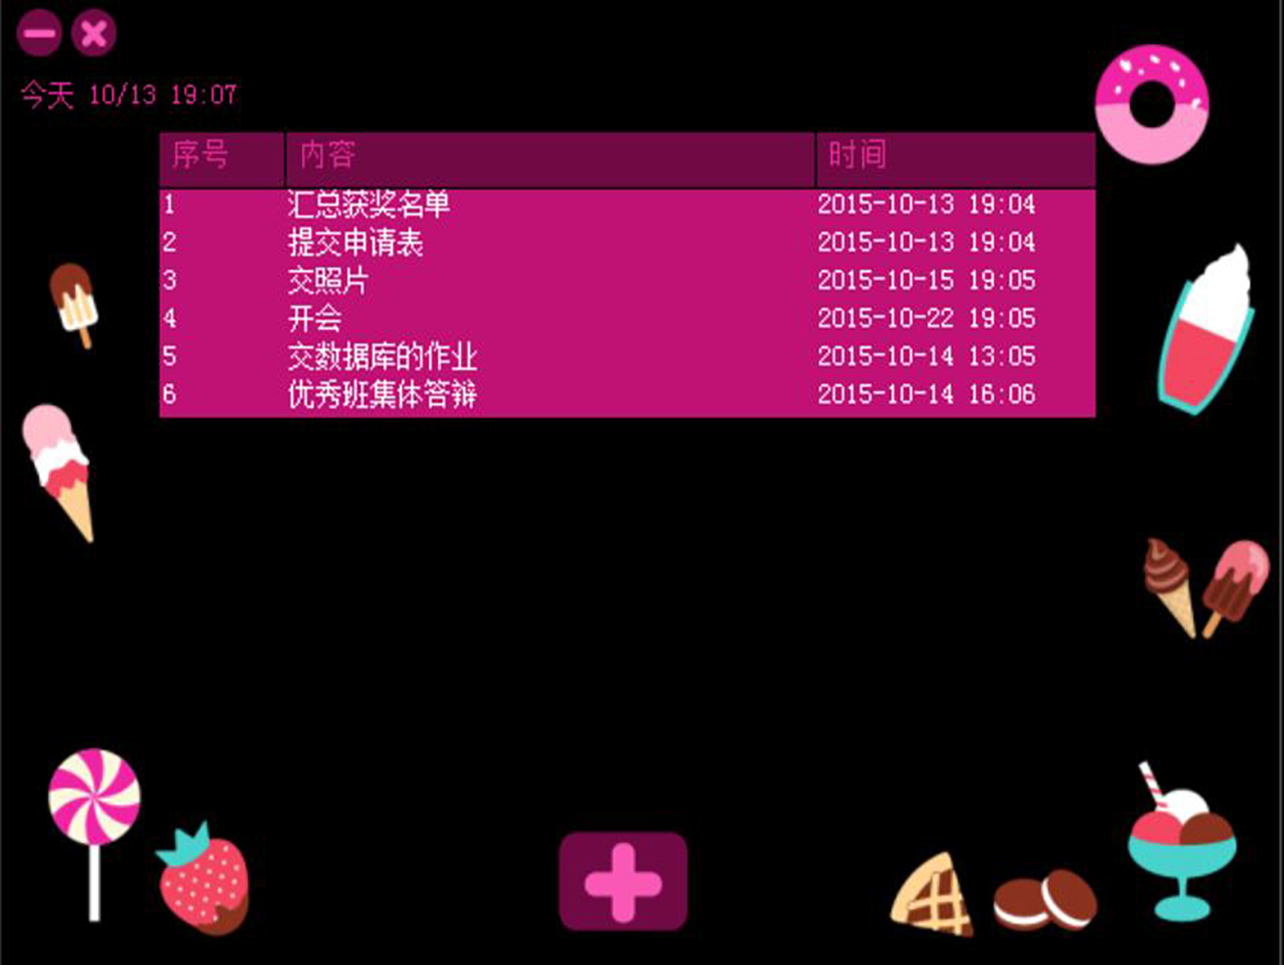 今天 10/13 19:07
序号 内容 时间
1 汇总获奖名单 2015-10-13 19:04
2 提交申请表 2015-10-13 19:04
3 交照片 2015-10-15 19:05
4 开会 2015-10-22 19:05
5 交数据库的作业 2015-10-14 13:05
6 优秀班集体答辩 2015-10-14 16:06